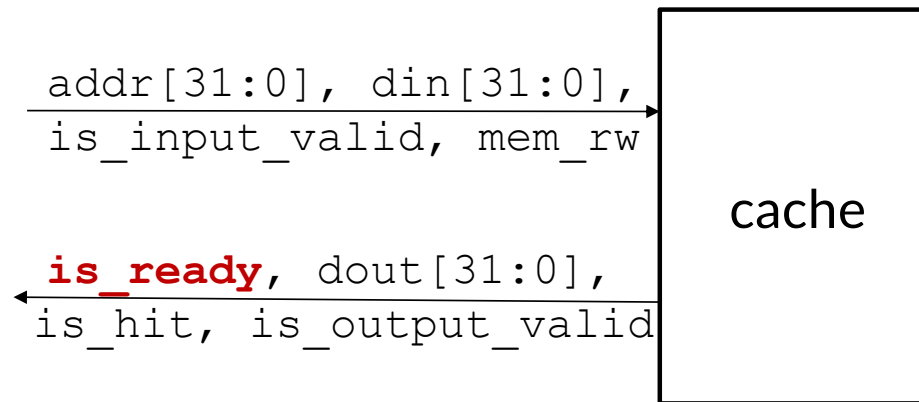 addr[31:0], din[31:0],
is_input_valid, mem_rw
cache
is_ready, dout[31:0],
is_hit, is_output_valid